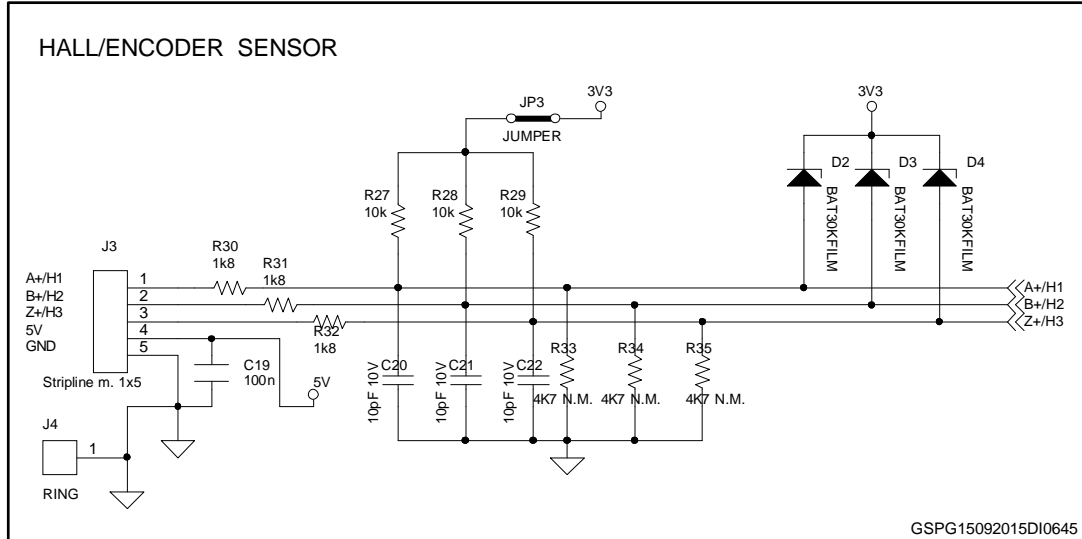 HALL/ENCODER SENSOR
JP3
JUMPER
3V3
3V3
D2
BAT30KFILM
D3
BAT30KFILM
D4
BAT30KFILM
R27
10k
R28
10k
R29
10k
J3
A+/H1
B+/H2
Z+/H3
5V
GND
1
2
3
4
5
Stripline m. 1x5
R30
1k8
R31
1k8
R32
1k8
A+/H1
B+/H2
Z+/H3
C19
100n
5V
C20
10pF 10V
C21
10pF 10V
C22
10pF 10V
R33
4K7 N.M.
R34
4K7 N.M.
R35
4K7 N.M.
J4
1
RING
GSPG15092015DI0645